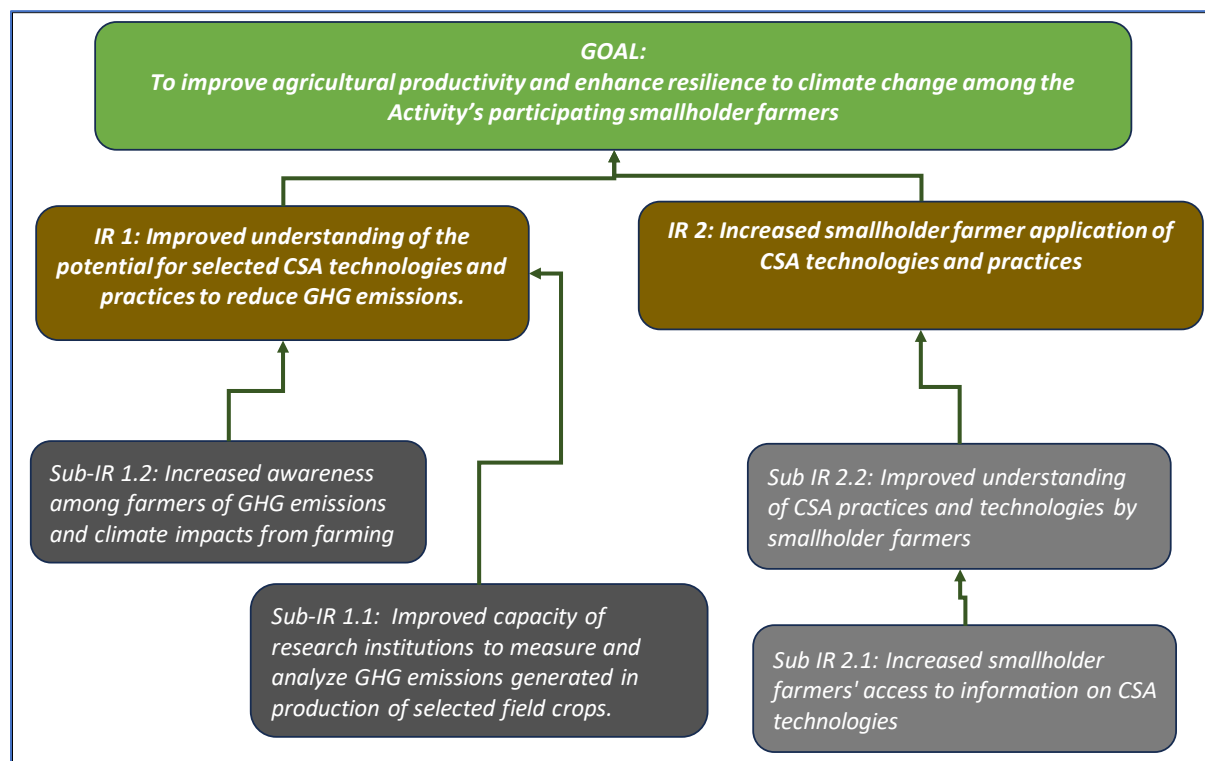 GOAL:
To improve agricultural productivity and enhance resilience to climate change among the
Activity's participating smallholder farmers
IR 1: Improved understanding of the
potential for selected CSA technologies and
practices to reduce GHG emissions.
IR 2: Increased smallholder farmer application of
CSA technologies and practices
Sub-IR 1.2: Increased awareness
among farmers of GHG emissions
and climate impacts from farming
Sub IR 2.2: Improved understanding
of CSA practices and technologies by
smallholder farmers
Sub-IR 1.1: Improved capacity of
research institutions to measure and
analyze GHG emissions generated in
production of selected field crops.
Sub IR 2.1: Increased smallholder
farmers' access to information on CSA
technologies